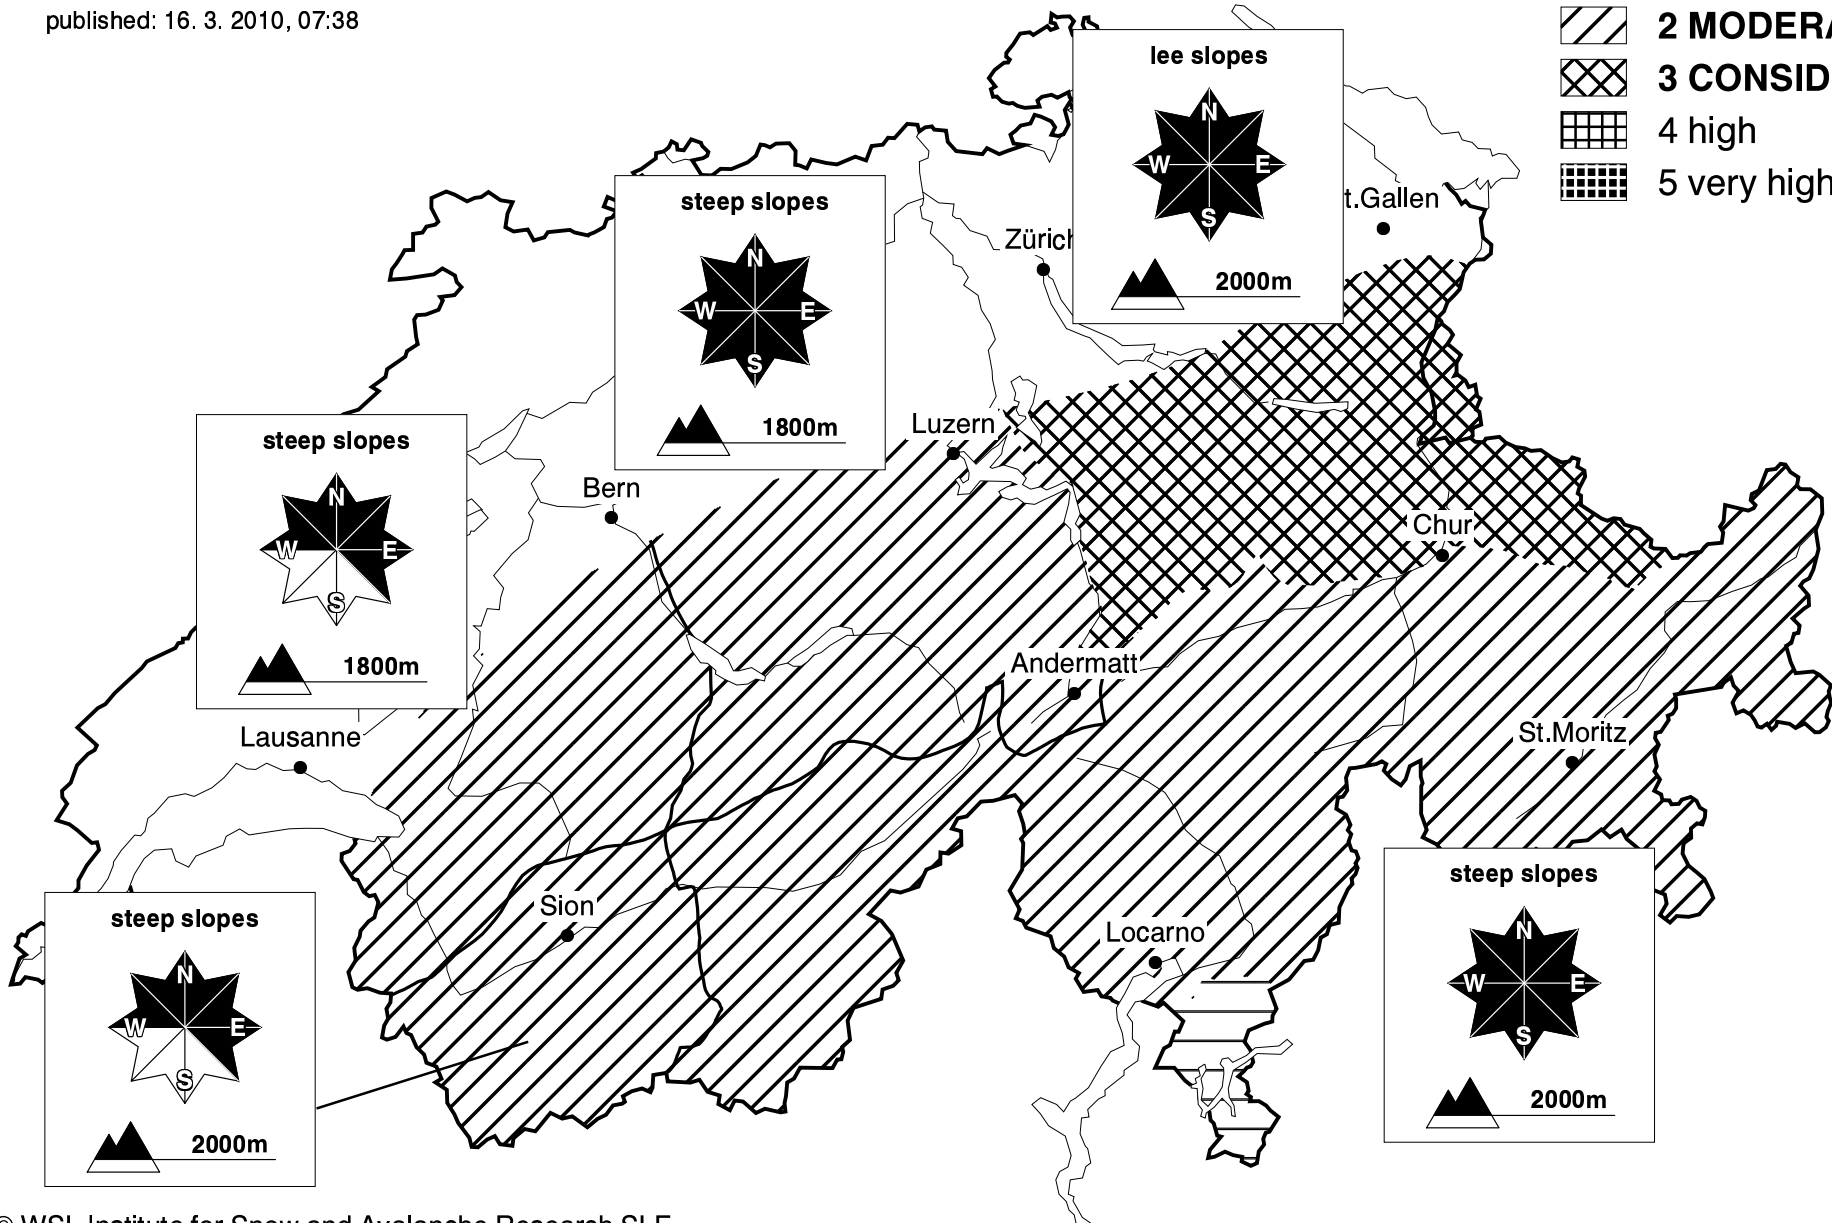 published: 16. 3. 2010, 07:38
2 MODERA
3 CONSID
4 high
5 very high
lee slopes
N
W E
S
2000m
t.Gallen
Zürich
steep slopes
N
W E
S
1800m
Luzern
steep slopes
N
W E
S
1800m
Bern
Chur
Andermatt
Lausanne
St.Moritz
Sion
Locarno
steep slopes
N
W E
S
2000m
steep slopes
N
W E
S
2000m
© WSL Institute for Snow and Avalanche Research SLF